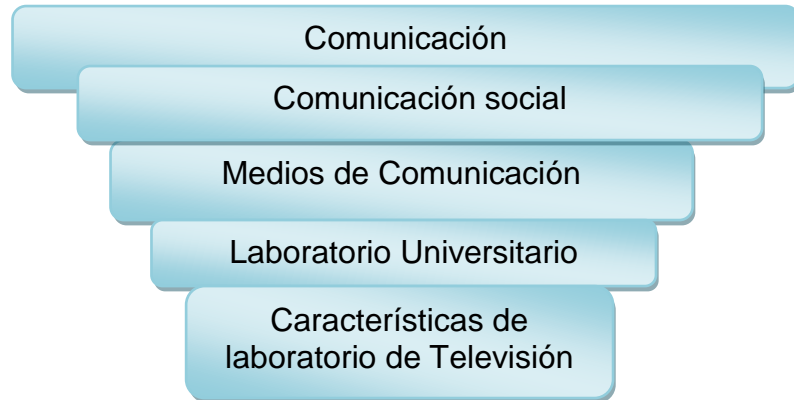 Comunicación
Comunicación social
Medios de Comunicación
Laboratorio Universitario
Características de
laboratorio de Televisión